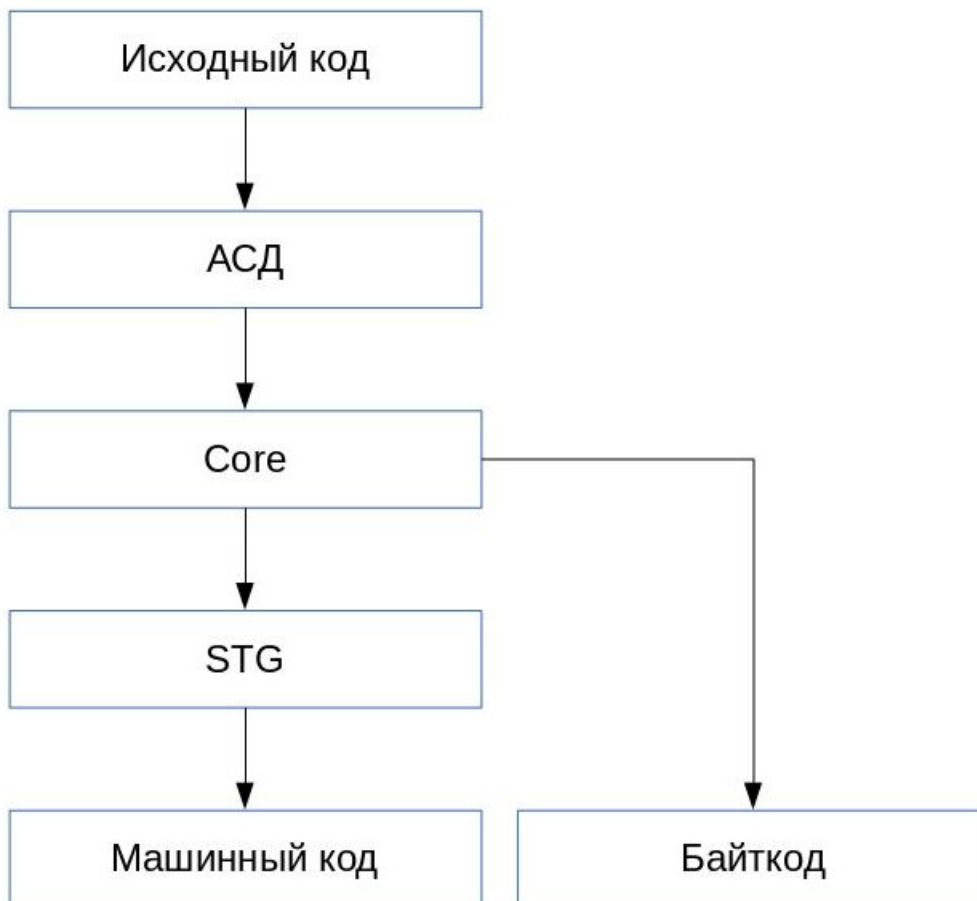 Исходный код
АСД
Core
STG
Машинный код
Байткод